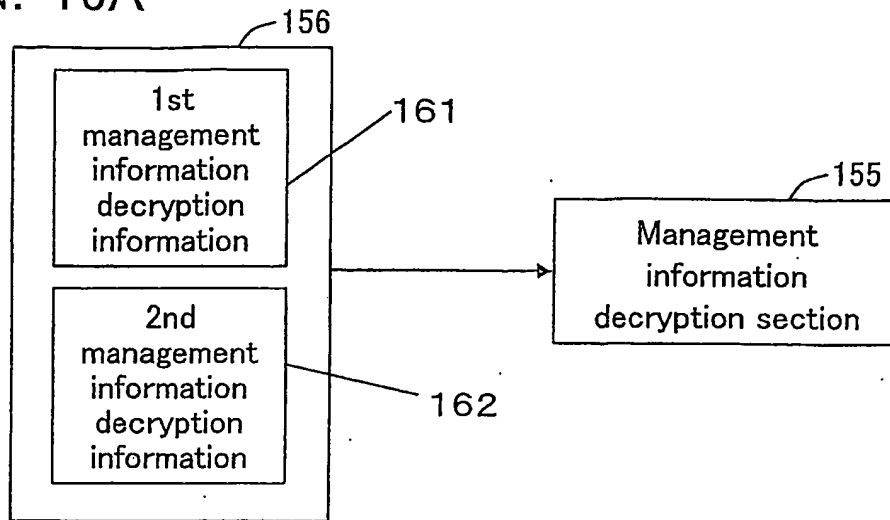 156
1st
management
information
decryption
information
161
155
Management
information
decryption section
2nd
management
information
decryption
information
162